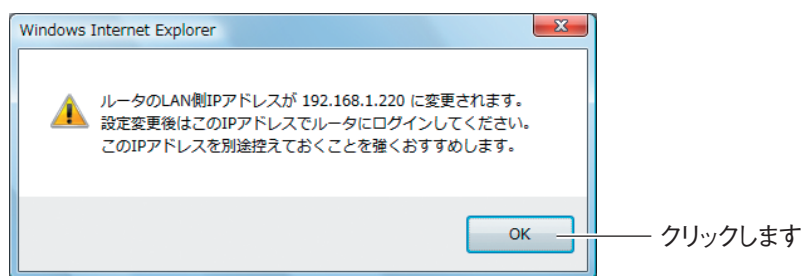 Windows Internet Explorer
ルータのLAN側IPアドレスが 192.168.1.220 に変更されます。
設定変更後はこのIPアドレスでルータにログインしてください。
このIPアドレスを別途控えておくことを強くおすすめします。
OK
クリックします